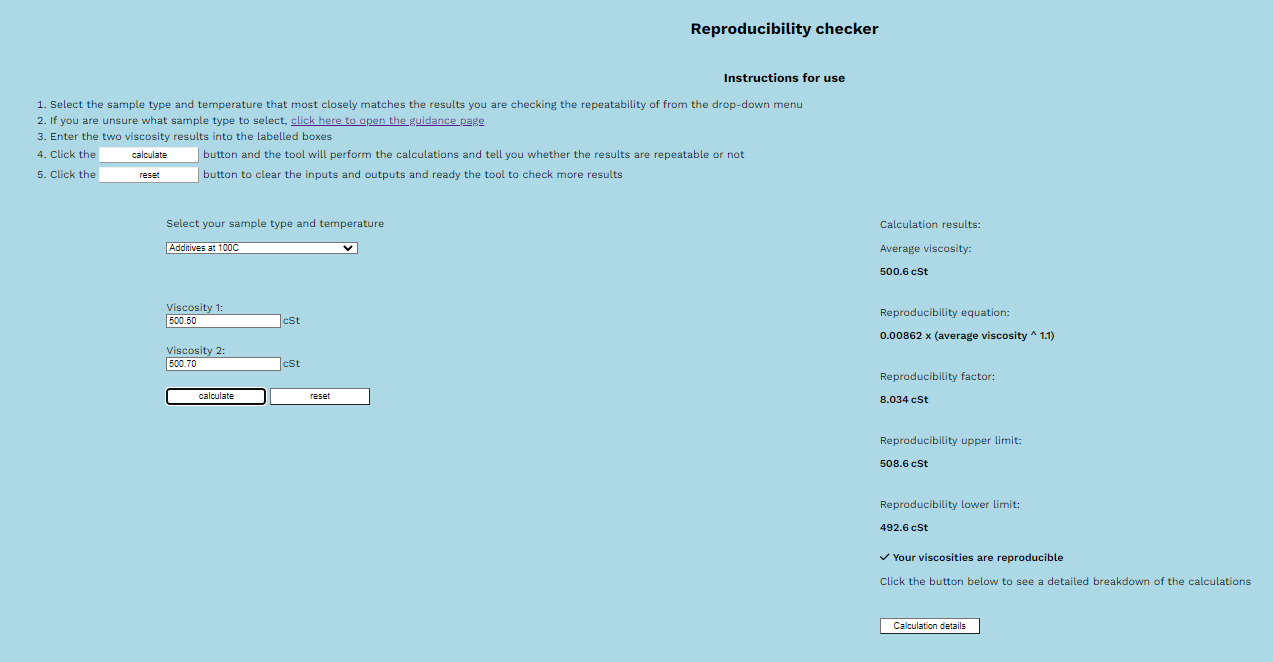 Reproducibility checker
Instructions for use
1. Select the sample type and temperature that most closely matches the results you are checking the repeatability of from the drop-down menu
2. If you are unsure what sample type to select, click here to open the guidance page
3. Enter the two viscosity results into the labelled boxes
4. Click the calculate button and the tool will perform the calculations and tell you whether the results are repeatable or not
5. Click the reset button to clear the inputs and outputs and ready the tool to check more results
Select your sample type and temperature
Additives at 100C
Viscosity 1:
500.50 cSt
Viscosity 2:
500.70 cSt
calculate reset
Calculation results:
Average viscosity:
500.6 cSt
Reproducibility equation:
0.00862 x (average viscosity ^ 1.1)
Reproducibility factor:
8.034 cSt
Reproducibility upper limit:
508.6 cSt
Reproducibility lower limit:
492.6 cSt
✓ Your viscosities are reproducible
Click the button below to see a detailed breakdown of the calculations
Calculation details